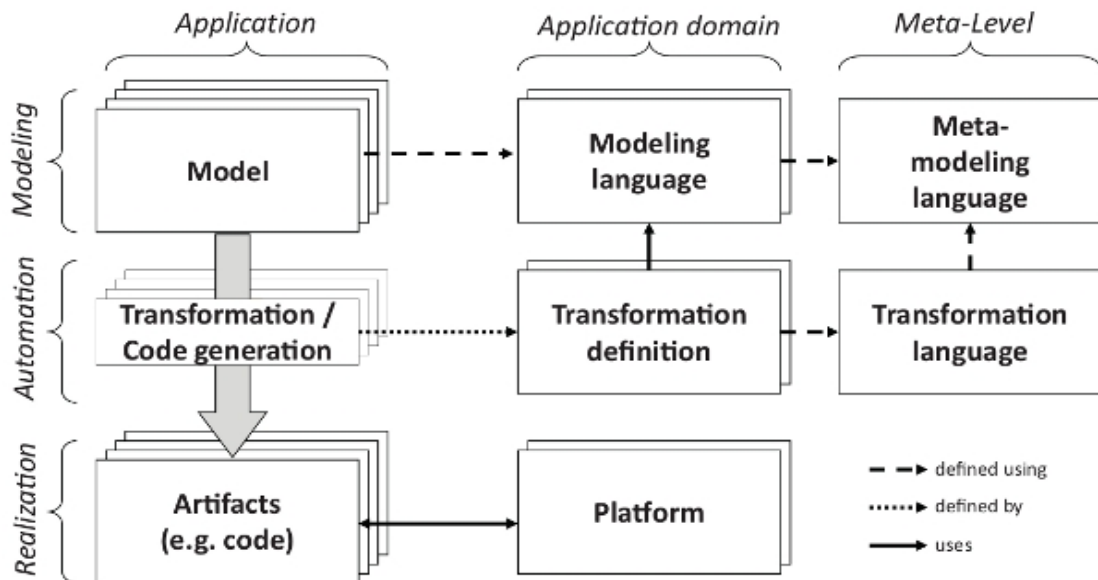 Application
Application domain
Meta-Level
Modeling
Model
Modeling
language
Meta-
modeling
language
Automation
Transformation /
Code generation
Transformation
definition
Transformation
language
Realization
Artifacts
(e.g. code)
Platform
defined using
defined by
uses